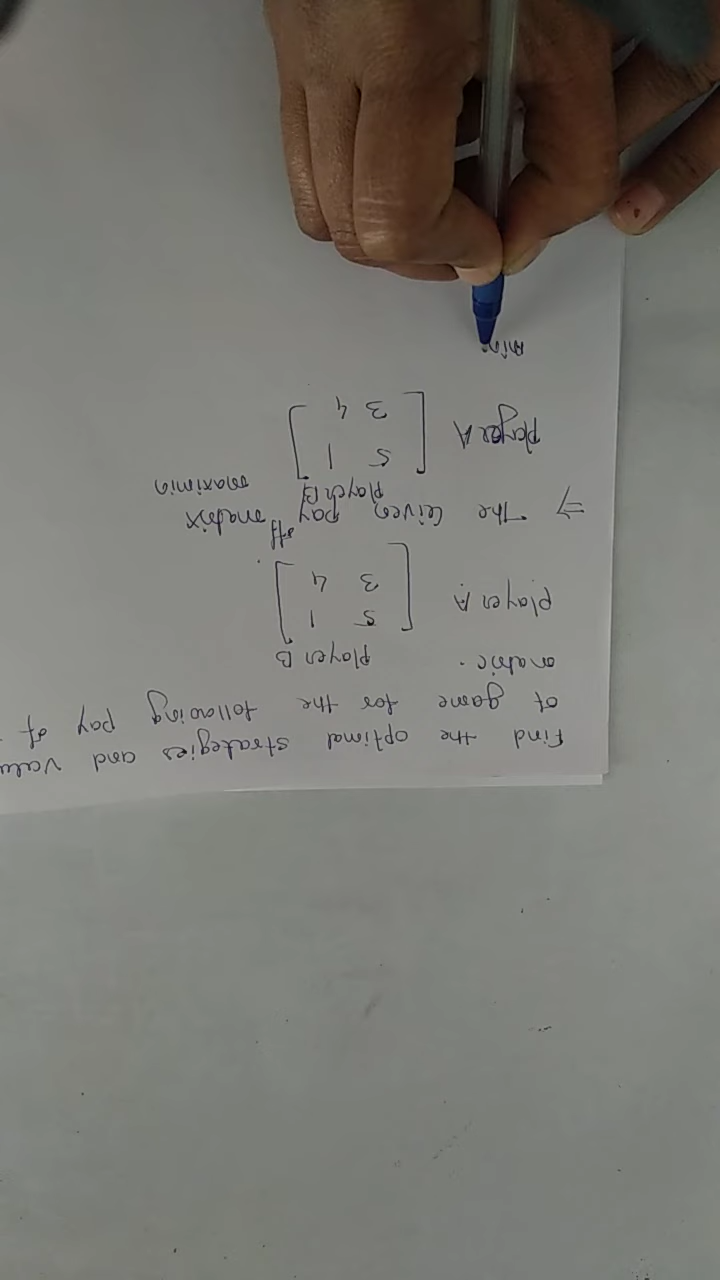 Find the optimal strategies and valu
of game for the following pay of
matric.
Player B
Player A [ 5 1
3 4 ]
⇒ The Given pay off matrix
Player B maximin
Player A [ 5 1
3 4 ]
min